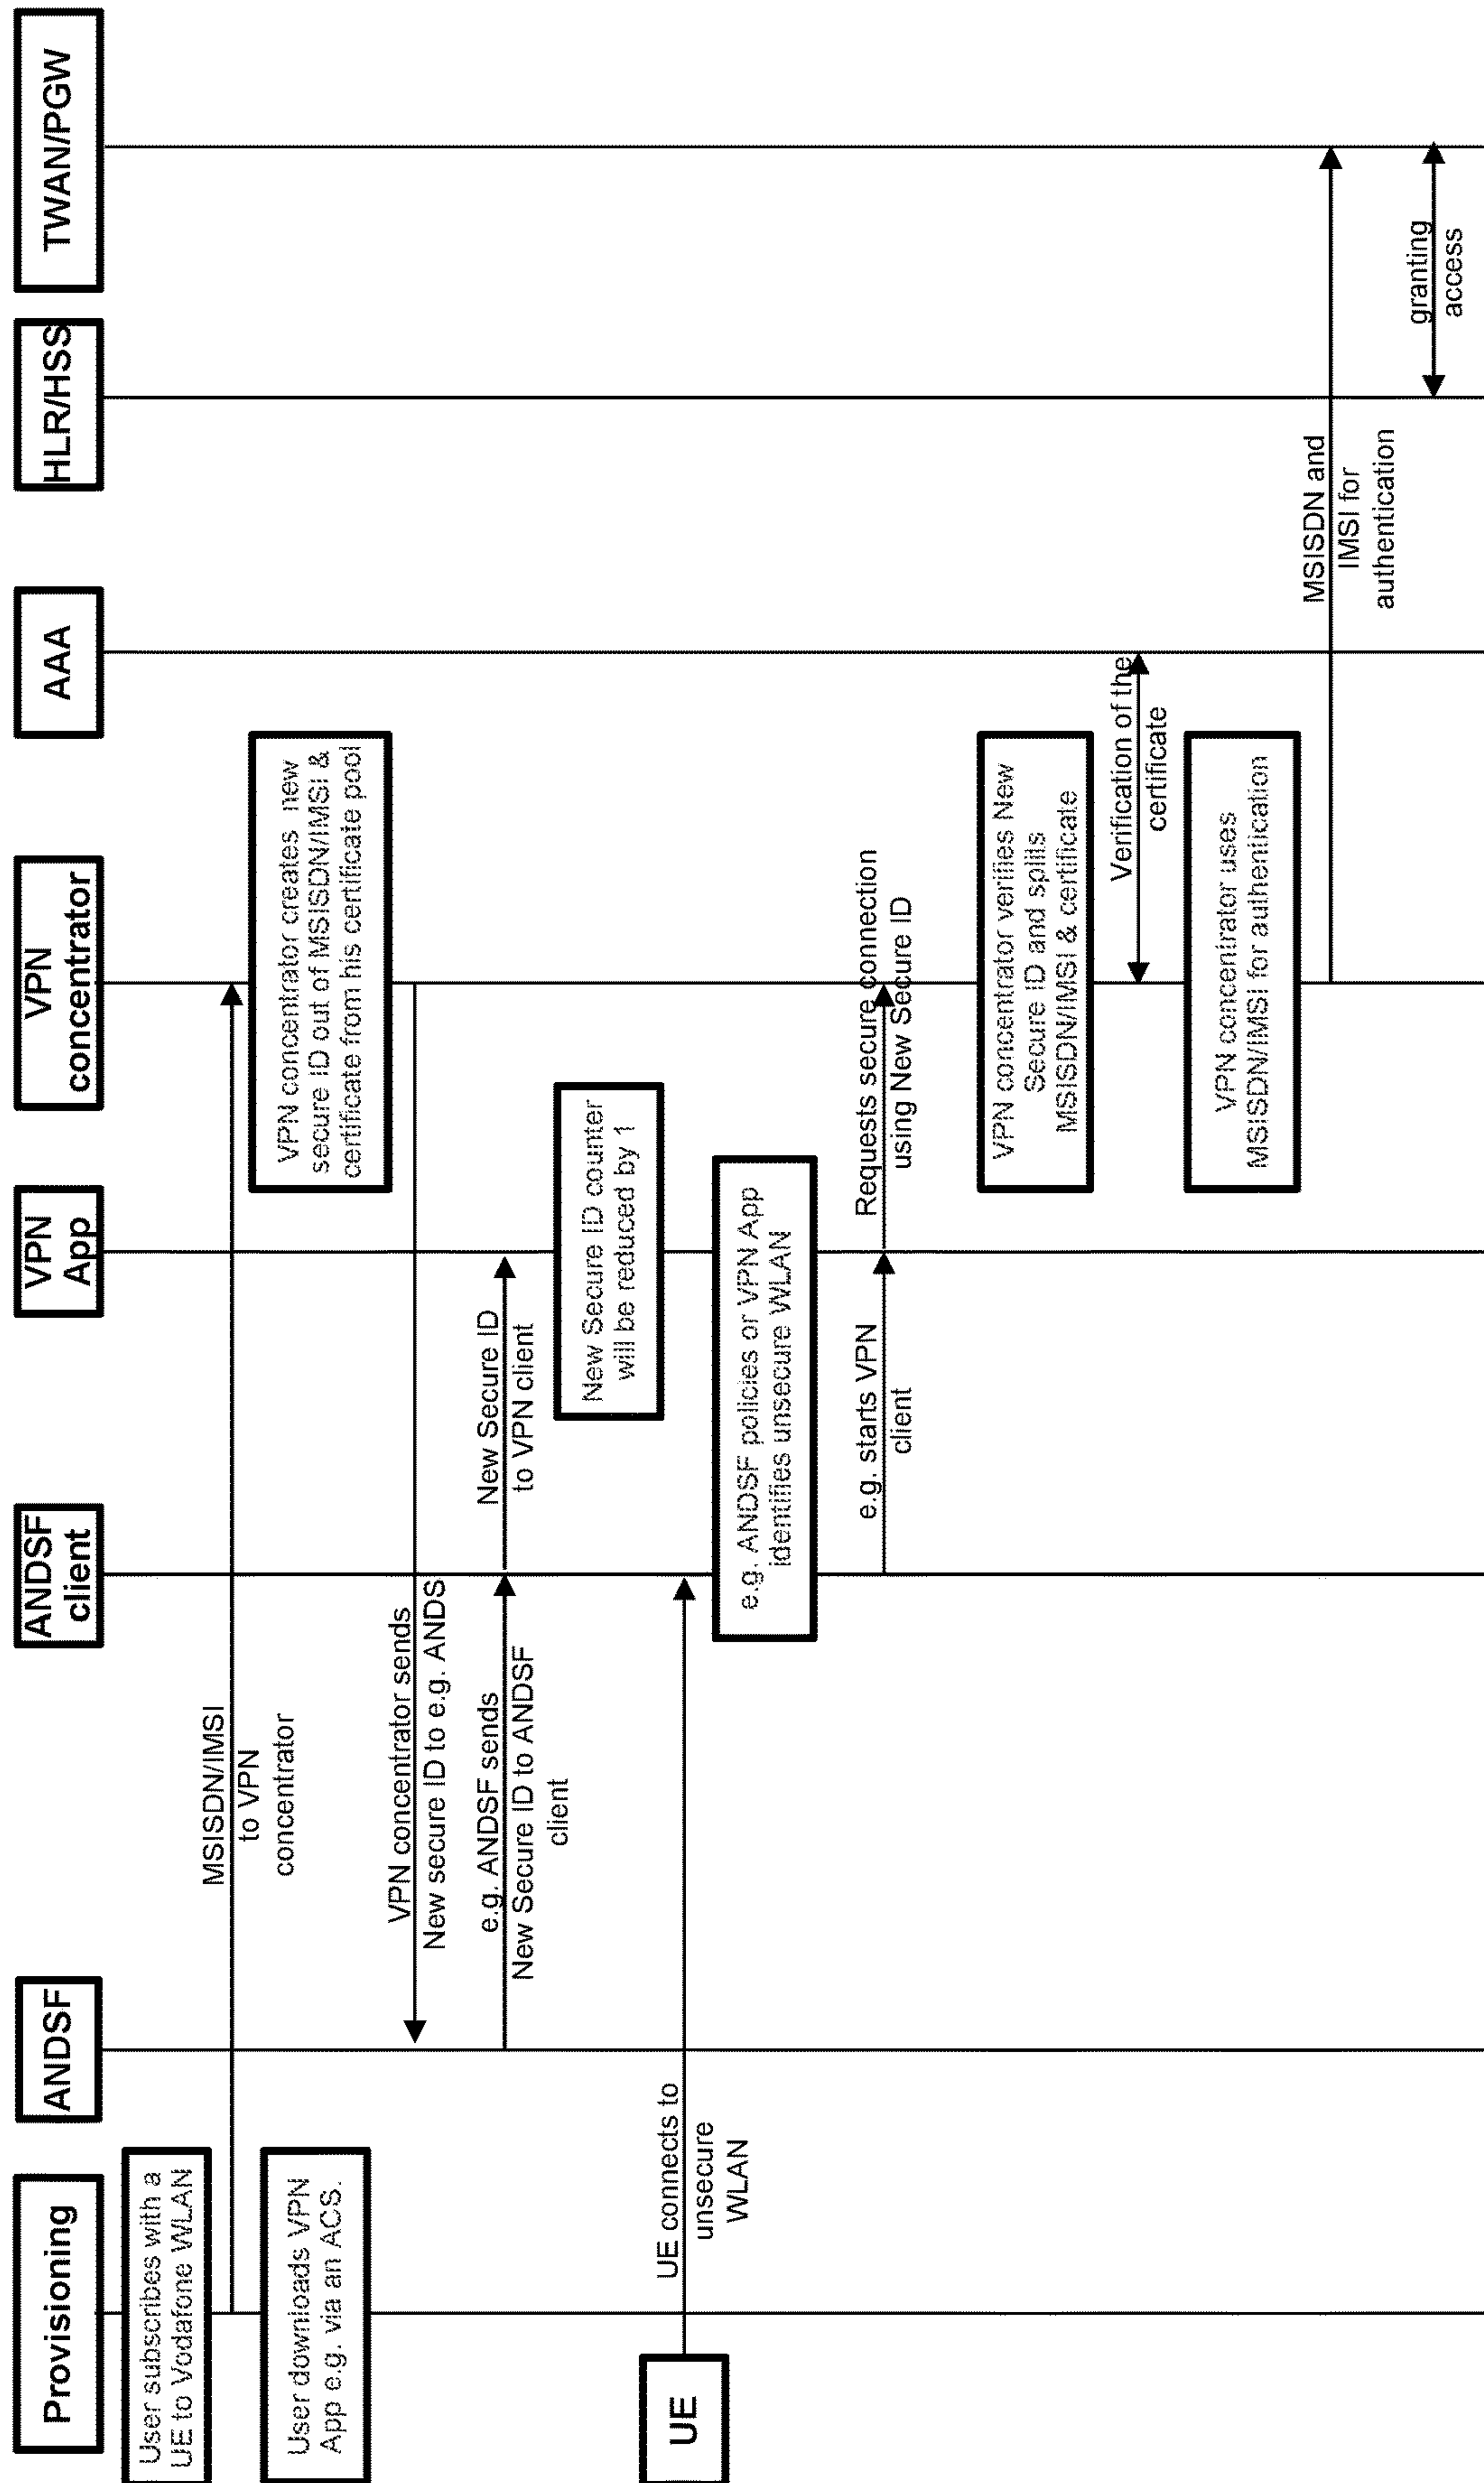 Provisioning
ANDSF
ANDSF
client
VPN
App
VPN
concentrator
AAA
HLR/HSS
TWAN/PGW
User subscribes with a
UE to Vodafone WLAN
MSISDN/IMSI
to VPN
concentrator
User downloads VPN
App e.g. via an ACS.
VPN concentrator creates new
secure ID out of MSISDN/IMSI &
certificate from his certificate pool
VPN concentrator sends
New secure ID to e.g. ANDS
e.g. ANDSF sends
New Secure ID to ANDSF
client
New Secure ID
to VPN client
New Secure ID counter
will be reduced by 1
UE
UE connects to
unsecure
WLAN
e.g. ANDSF policies or VPN App
identifies unsecure WLAN
e.g. starts VPN
client
Requests secure connection
using New Secure ID
VPN concentrator verifies New
Secure ID and splits
MSISDN/IMSI & certificate
Verification of the
certificate
VPN concentrator uses
MSISDN/IMSI for authentication
MSISDN and
IMSI for
authentication
granting
access